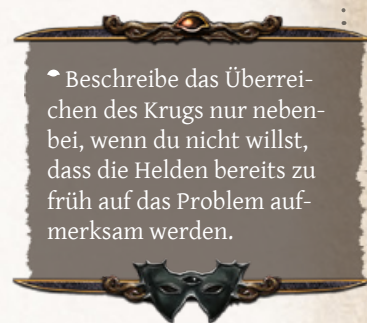 Beschreibe das Überrei-
chen des Krugs nur neben-
bei, wenn du nicht willst,
dass die Helden bereits zu
früh auf das Problem auf-
merksam werden.